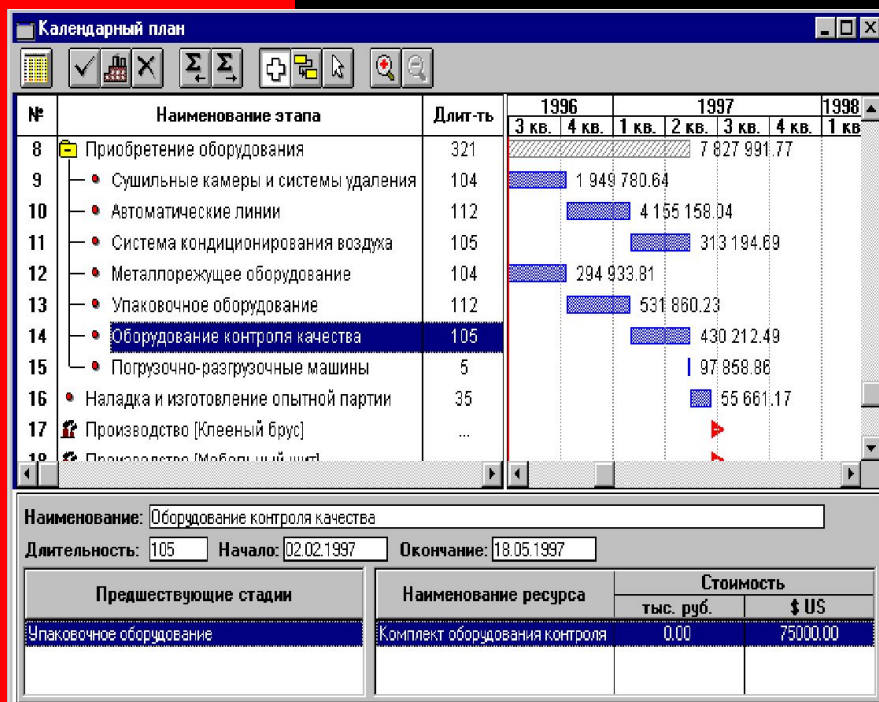 Календарный план
№ Наименование этапа Длит-ть 1996 1997 1998
3 кв. 4 кв. 1 кв. 2 кв. 3 кв. 4 кв. 1 кв
8 Приобретение оборудования 321 7 827 991.77
9 Сушильные камеры и системы удаления 104 1 949 780.64
10 Автоматические линии 112 4 155 158.04
11 Система кондиционирования воздуха 105 313 194.69
12 Металлорежущее оборудование 104 294 933.81
13 Упаковочное оборудование 112 531 860.23
14 Оборудование контроля качества 105 430 212.49
15 Погрузочно-разгрузочные машины 5 97 858.86
16 Наладка и изготовление опытной партии 35 55 661.17
17 Производство [Клееный брус] ...
18 Производство [Мебельный щит]
Наименование: Оборудование контроля качества
Длительность: 105 Начало: 02.02.1997 Окончание: 18.05.1997
Предшествующие стадии Наименование ресурса Стоимость
тыс. руб. $ US
Упаковочное оборудование Комплект оборудования контроля 0.00 75000.00